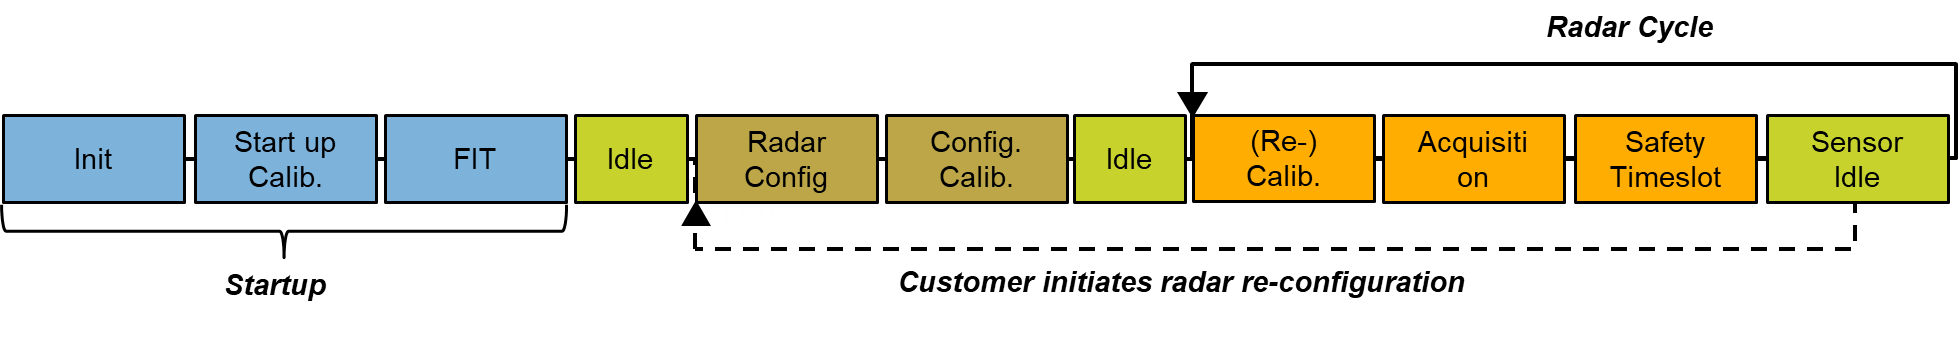 Radar Cycle
Init
Start up
Calib.
FIT
Idle
Radar
Config
Config.
Calib.
Idle
(Re-)
Calib.
Acquisiti
on
Safety
Timeslot
Sensor
Idle
Startup
Customer initiates radar re-configuration